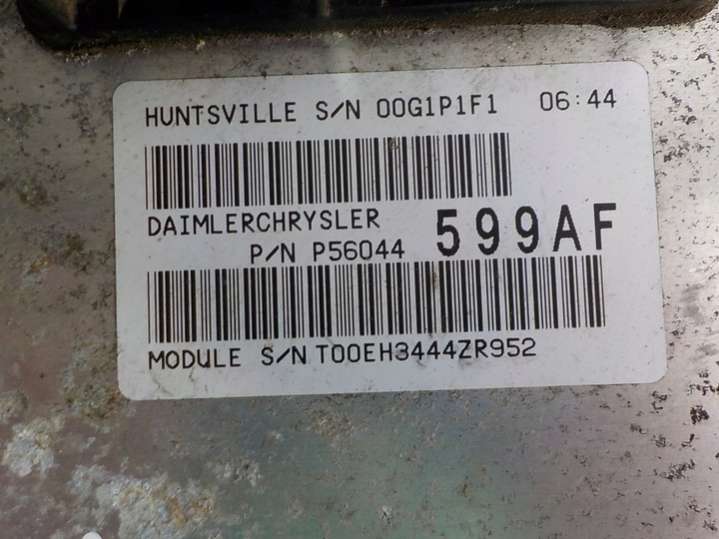 HUNTSVILLE S/N 00G1P1F1 06:44
DAIMLERCHRYSLER
P/N P56044 599AF
MODULE S/N T00EH3444ZR952